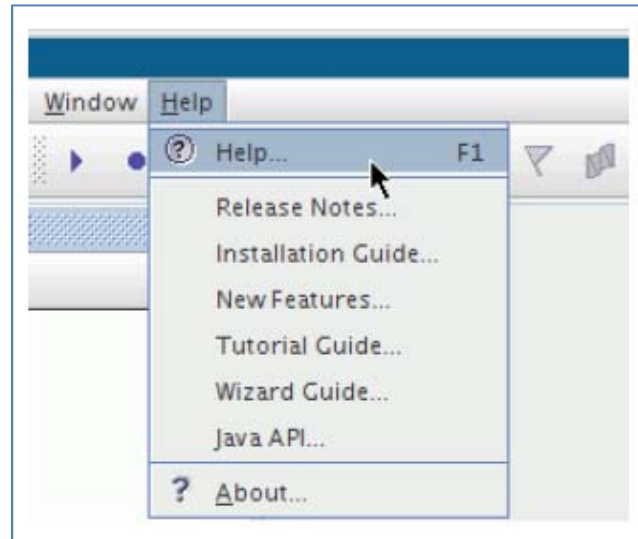 Window Help
Help... F1
Release Notes...
Installation Guide...
New Features...
Tutorial Guide...
Wizard Guide...
Java API...
? About...